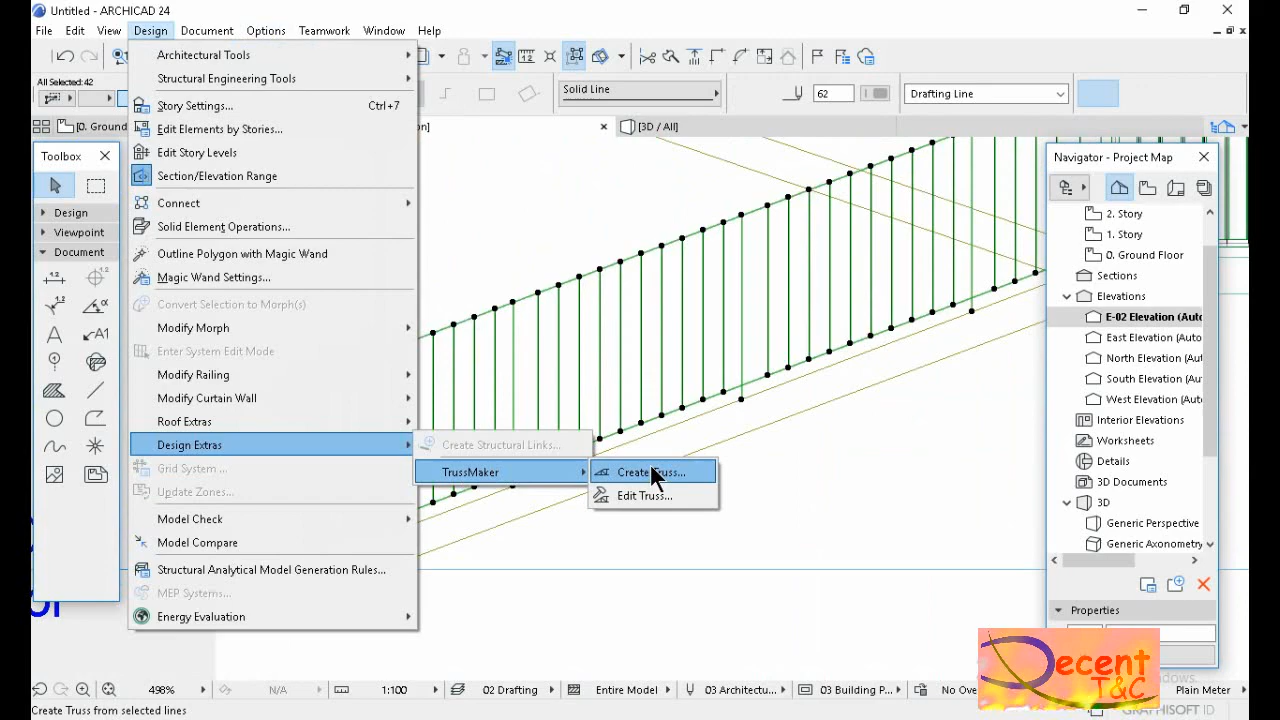 Untitled - ARCHICAD 24
File Edit View Design Document Options Teamwork Window Help
All Selected: 42
Solid Line
62
Drafting Line
[0. Ground
on]
[3D / All]
Toolbox
Design
Viewpoint
Document
Architectural Tools
Structural Engineering Tools
Story Settings... Ctrl+7
Edit Elements by Stories...
Edit Story Levels
Section/Elevation Range
Connect
Solid Element Operations...
Outline Polygon with Magic Wand
Magic Wand Settings...
Convert Selection to Morph(s)
Modify Morph
Enter System Edit Mode
Modify Railing
Modify Curtain Wall
Roof Extras
Design Extras
Grid System ...
Update Zones...
Model Check
Model Compare
Structural Analytical Model Generation Rules...
MEP Systems...
Energy Evaluation
Create Structural Links...
TrussMaker
Create Truss...
Edit Truss...
Navigator - Project Map
2. Story
1. Story
0. Ground Floor
Sections
Elevations
E-02 Elevation (Auto
East Elevation (Auto
North Elevation (Aut
South Elevation (Aut
West Elevation (Auto
Interior Elevations
Worksheets
Details
3D Documents
3D
Generic Perspective
Generic Axonometry
Properties
Decent
T&C
498%
N/A
1:100
02 Drafting
Entire Model
03 Architectu...
03 Building P...
No Ov
Plain Meter
Create Truss from selected lines
GRAPHISOFT ID